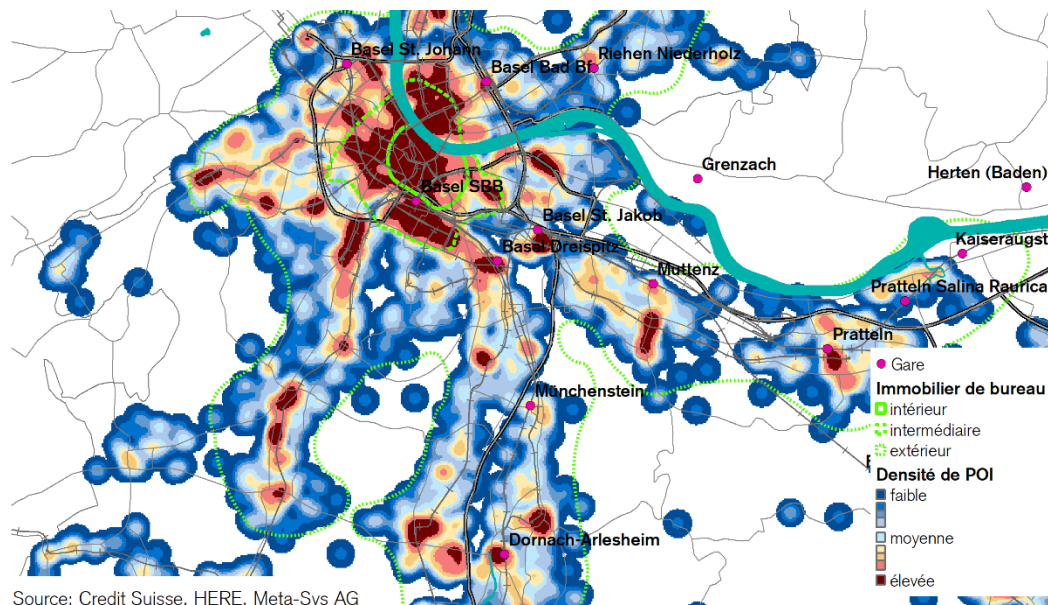 Basel St. Johann
Basel Bad Bf
Riehen Niederholz
Grenzach
Herten (Baden)
Basel SBB
Basel St. Jakob
Basel Dreispitz
Kaiseraugst
Muttenz
Pratteln Salina Raurica
Pratteln
Münchenstein
Dornach-Arlesheim
Gare
Immobilier de bureau
intérieur
intermédiaire
extérieur
Densité de POI
faible
moyenne
élevée
Source: Credit Suisse, HERE, Meta-Sys AG